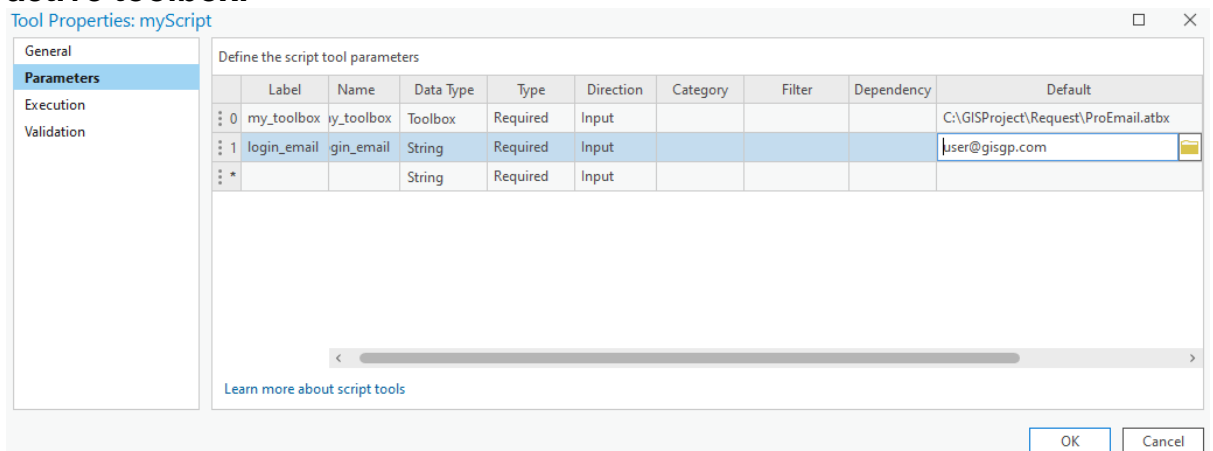 active toolbox.
Tool Properties: myScript
General
Parameters
Execution
Validation
Define the script tool parameters
Label Name Data Type Type Direction Category Filter Dependency Default
0 my_toolbox y_toolbox Toolbox Required Input C:\GISProject\Request\ProEmail.atbx
1 login_email gin_email String Required Input user@gisgp.com
* String Required Input
Learn more about script tools
OK Cancel